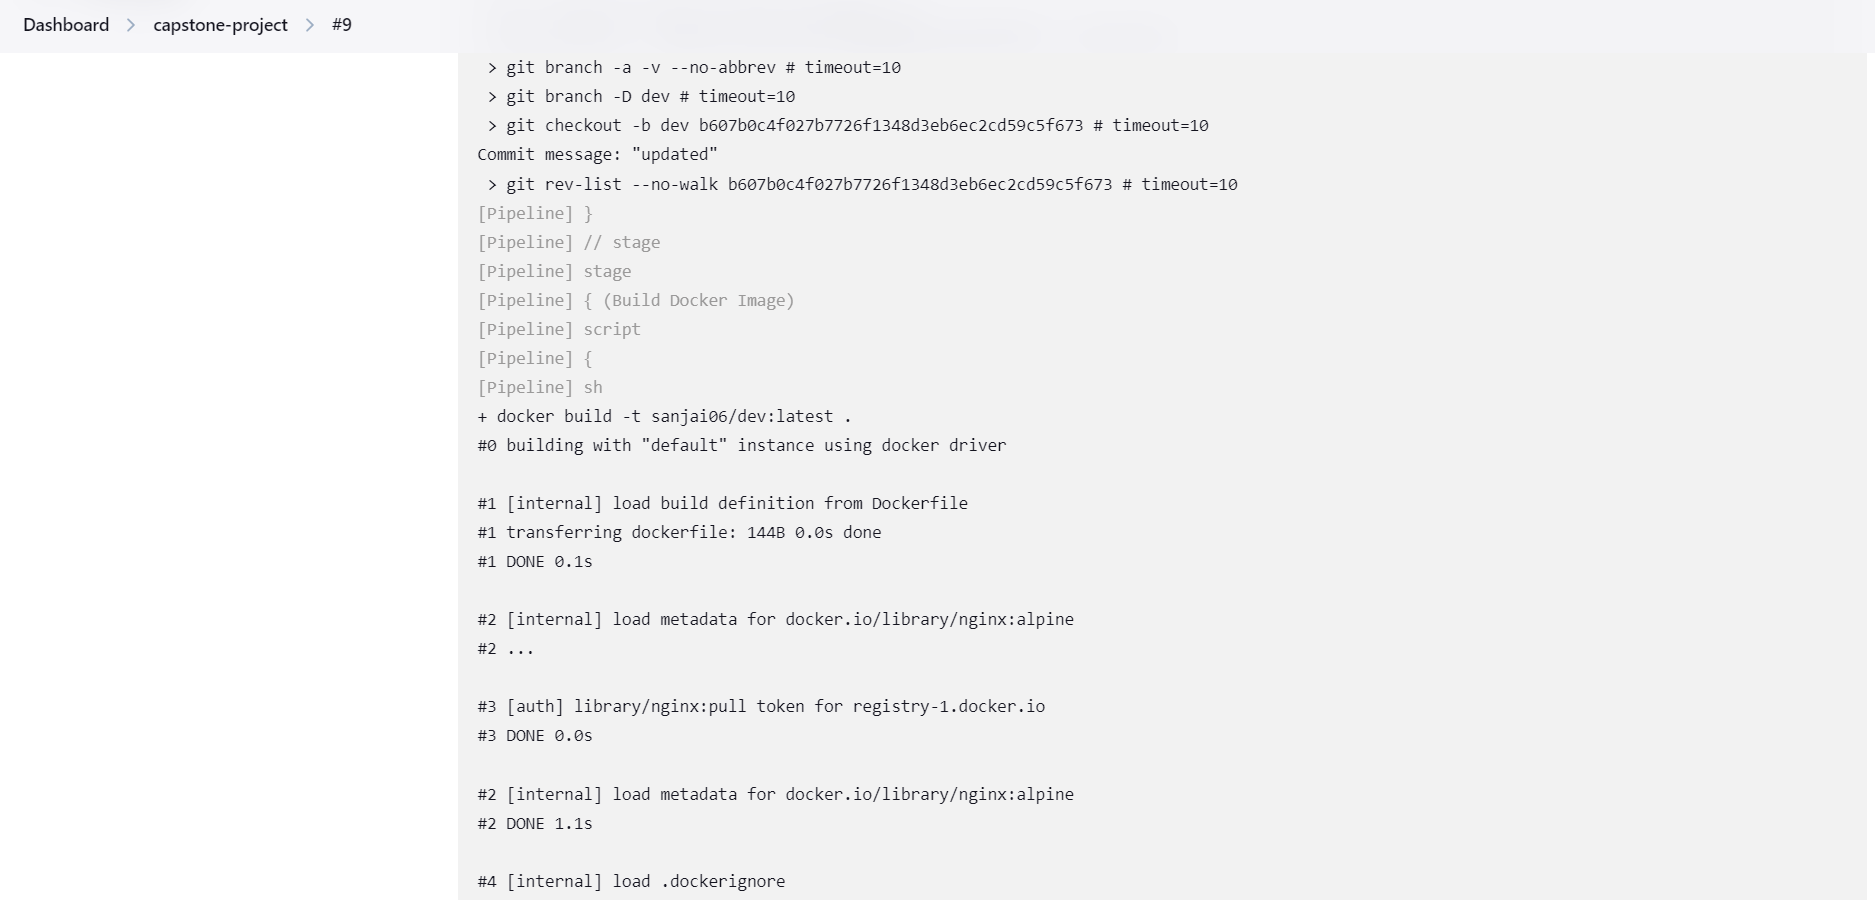 Dashboard > capstone-project > #9
> git branch -a -v --no-abbrev # timeout=10
> git branch -D dev # timeout=10
> git checkout -b dev b607b0c4f027b7726f1348d3eb6ec2cd59c5f673 # timeout=10
Commit message: "updated"
> git rev-list --no-walk b607b0c4f027b7726f1348d3eb6ec2cd59c5f673 # timeout=10
[Pipeline] }
[Pipeline] // stage
[Pipeline] stage
[Pipeline] { (Build Docker Image)
[Pipeline] script
[Pipeline] {
[Pipeline] sh
+ docker build -t sanjai06/dev:latest .
#0 building with "default" instance using docker driver
#1 [internal] load build definition from Dockerfile
#1 transferring dockerfile: 144B 0.0s done
#1 DONE 0.1s
#2 [internal] load metadata for docker.io/library/nginx:alpine
#2 ...
#3 [auth] library/nginx:pull token for registry-1.docker.io
#3 DONE 0.0s
#2 [internal] load metadata for docker.io/library/nginx:alpine
#2 DONE 1.1s
#4 [internal] load .dockerignore